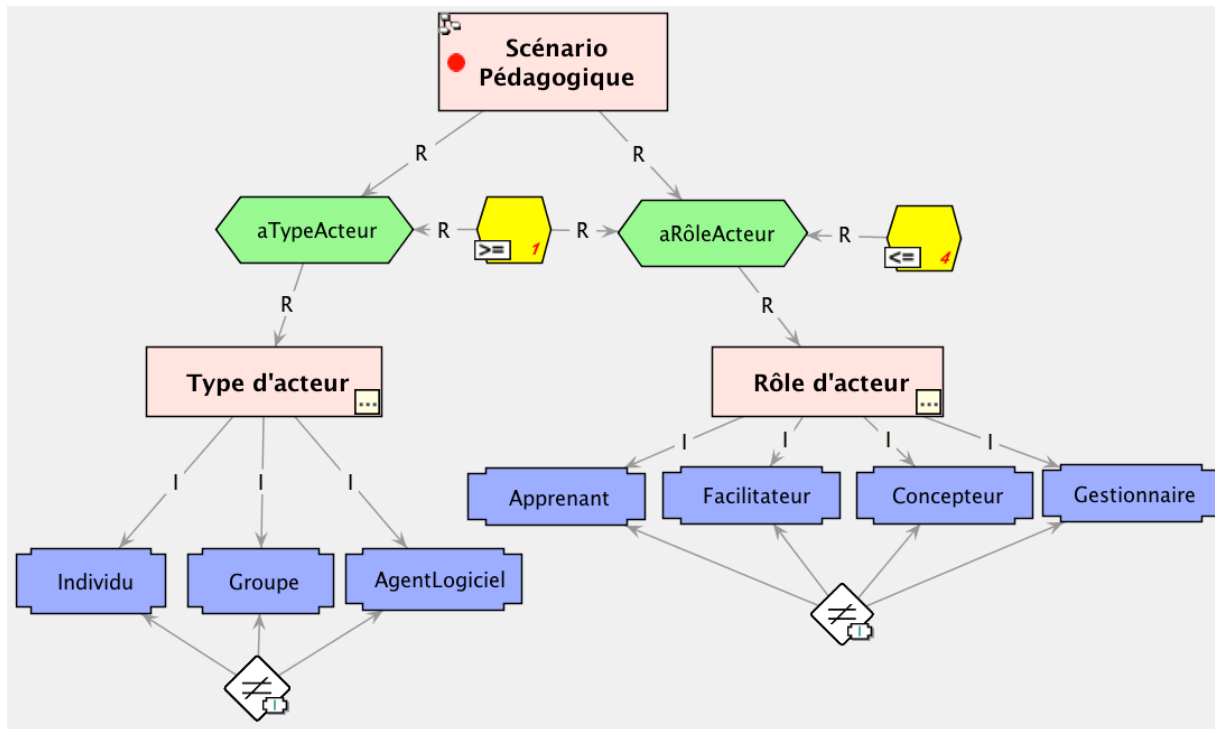 Scénario
Pédagogique
R
R
aTypeActeur
R
>=
1
R
aRôleActeur
R
<=
4
R
R
Type d'acteur
...
Rôle d'acteur
...
I
I
I
I
I
I
I
Apprenant
Facilitateur
Concepteur
Gestionnaire
Individu
Groupe
AgentLogiciel
≠
I
≠
I